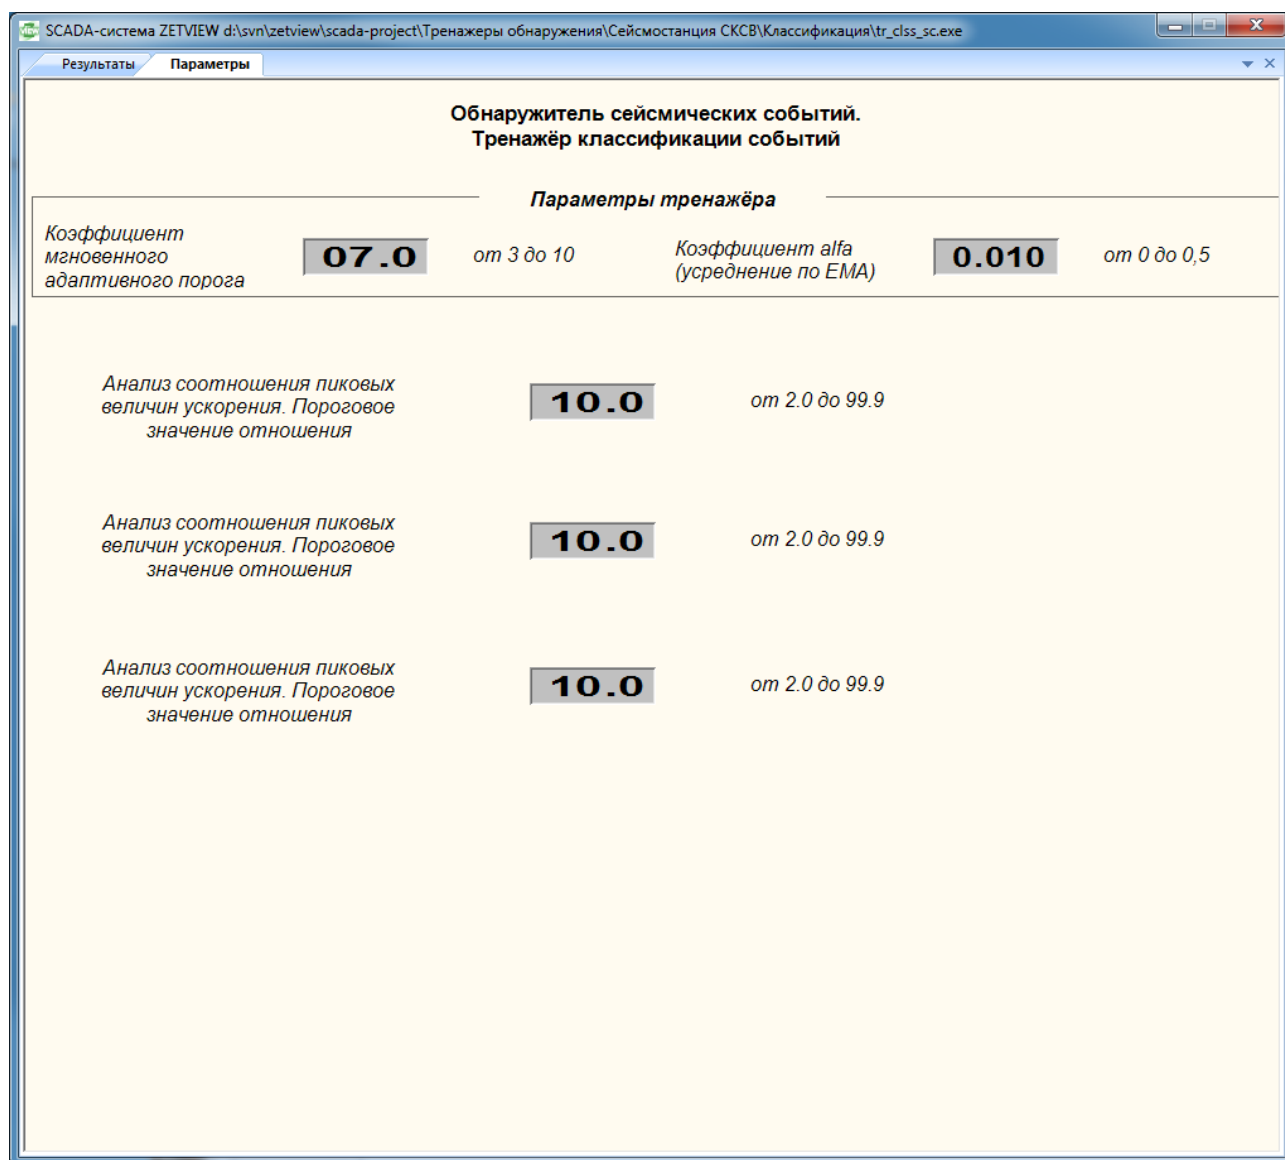 SCADA-система ZETVIEW d:\svn\zetview\scada-project\Тренажеры обнаружения\Сейсмостанция СКСВ\Классификация\tr_clss_sc.exe
Результаты Параметры
Обнаружитель сейсмических событий.
Тренажёр классификации событий
Параметры тренажёра
Коэффициент
мгновенного
адаптивного порога
07.0
от 3 до 10
Коэффициент alfa
(усреднение по EMA)
0.010
от 0 до 0,5
Анализ соотношения пиковых
величин ускорения. Пороговое
значение отношения
10.0
от 2.0 до 99.9
Анализ соотношения пиковых
величин ускорения. Пороговое
значение отношения
10.0
от 2.0 до 99.9
Анализ соотношения пиковых
величин ускорения. Пороговое
значение отношения
10.0
от 2.0 до 99.9